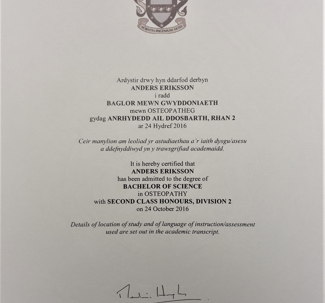 Ardystir drwy hyn ddarfod derbyn
ANDERS ERIKSSON
i radd
BAGLOR MEWN GWYDDONIAETH
mewn OSTEOPATHEG
gydag ANRHYDEDD AIL DDOSBARTH, RHAN 2
ar 24 Hydref 2016
Ceir manylion am leoliad yr astudiaethau a'r iaith dysgu/asesu
a ddefnyddiwyd yn y trawsgrifiad academaidd.
It is hereby certified that
ANDERS ERIKSSON
has been admitted to the degree of
BACHELOR OF SCIENCE
in OSTEOPATHY
with SECOND CLASS HONOURS, DIVISION 2
on 24 October 2016
Details of location of study and of language of instruction/assessment
used are set out in the academic transcript.